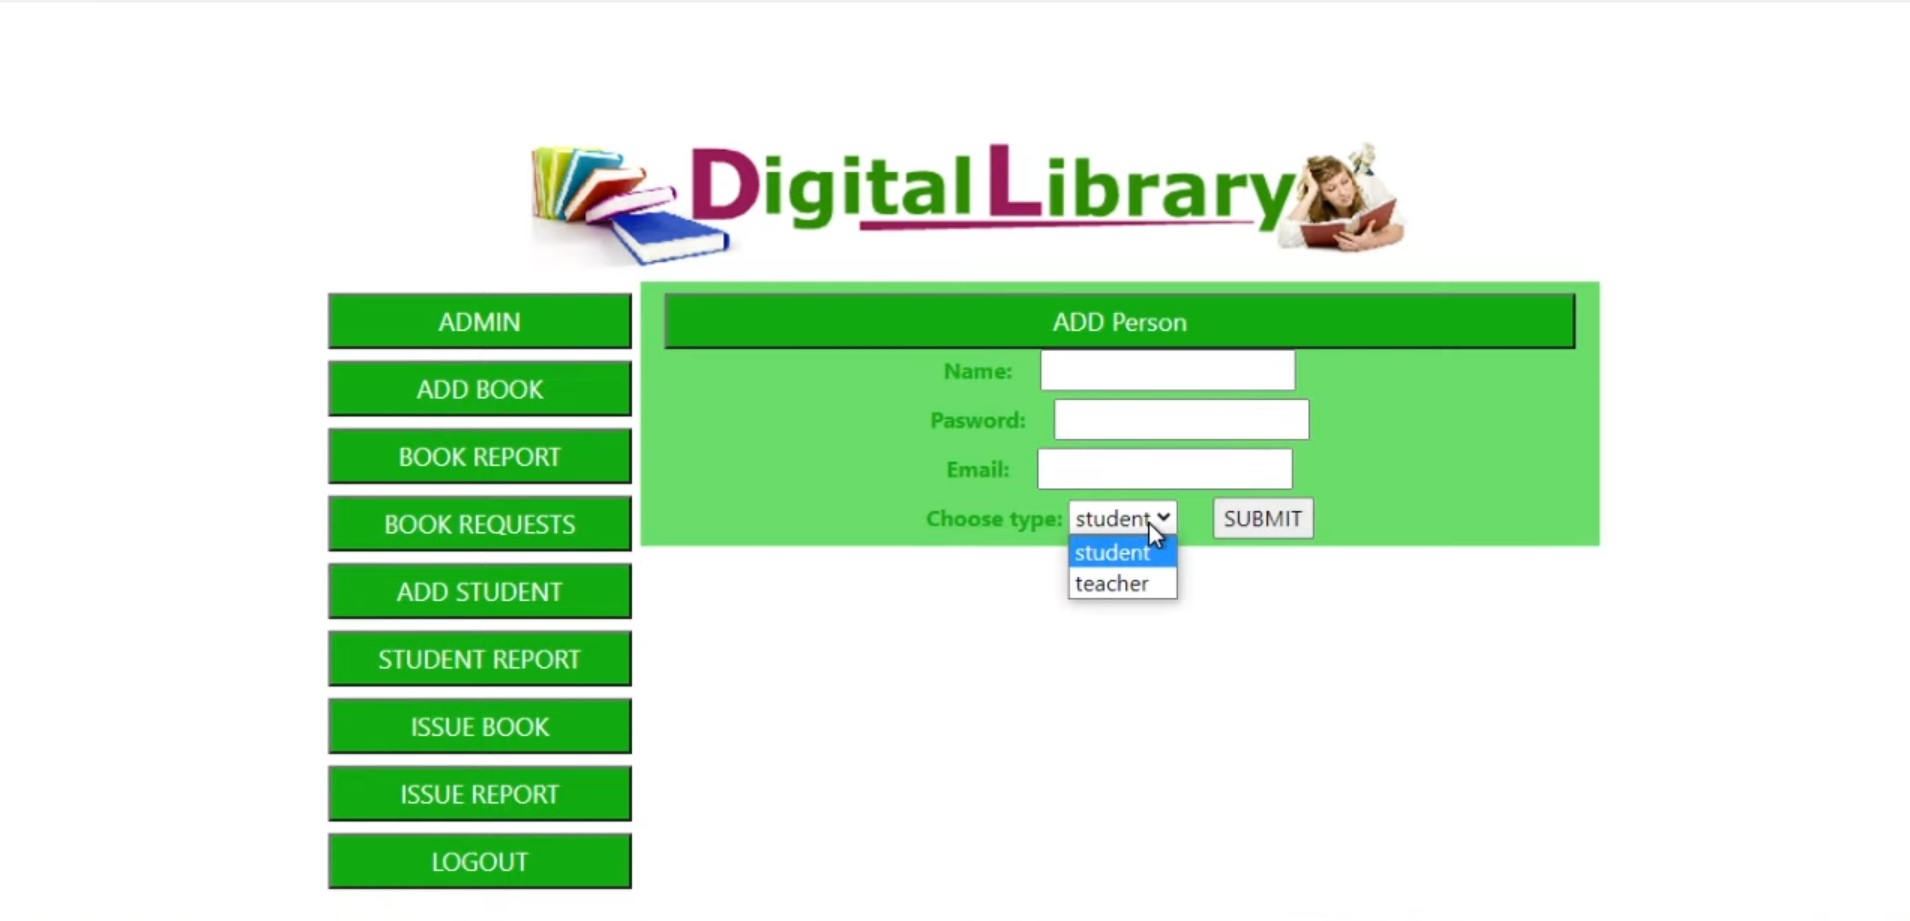 Digital Library
ADMIN
ADD BOOK
BOOK REPORT
BOOK REQUESTS
ADD STUDENT
STUDENT REPORT
ISSUE BOOK
ISSUE REPORT
LOGOUT
ADD Person
Name:
Pasword:
Email:
Choose type: student SUBMIT
student
teacher